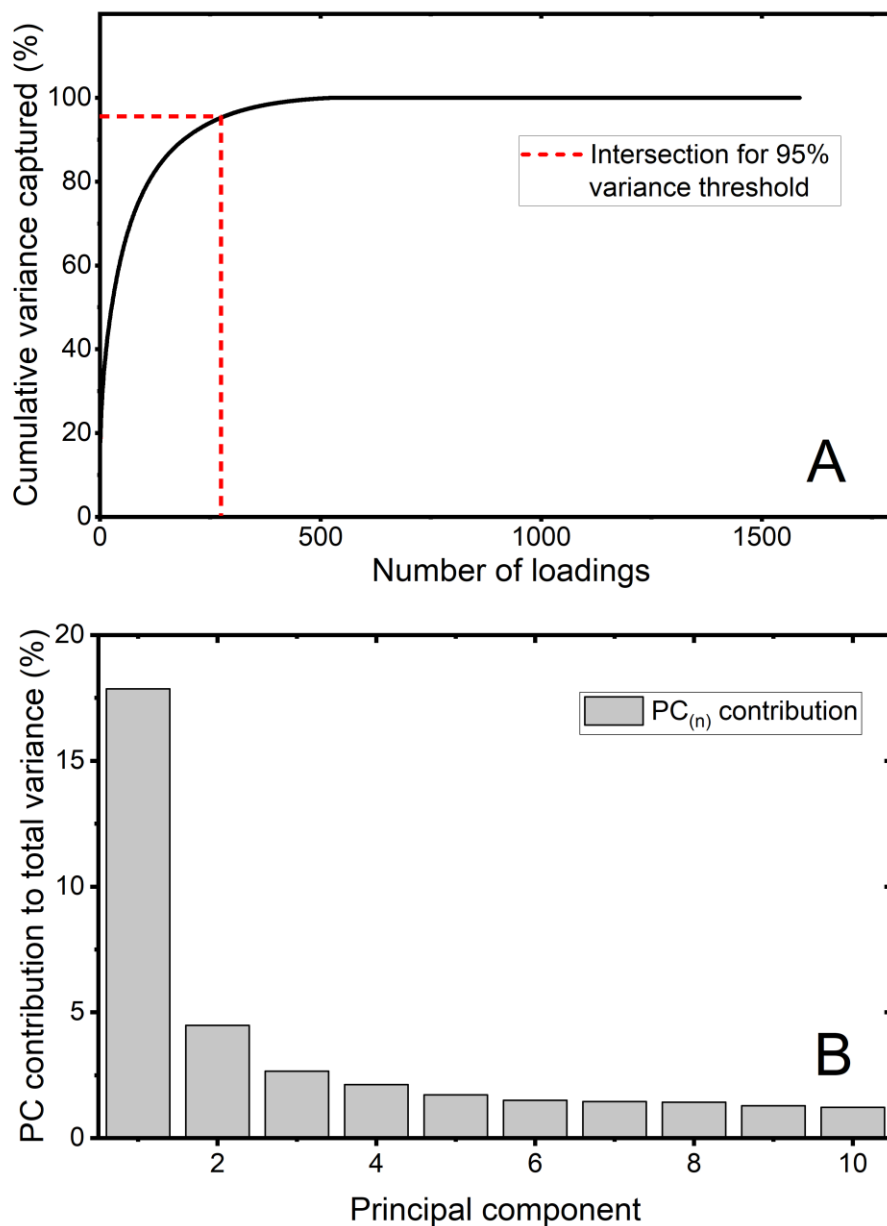 Cumulative variance captured (%)
100
80
60
40
20
0
Intersection for 95%
variance threshold
A
0
500
1000
1500
Number of loadings
PC contribution to total variance (%)
20
15
10
5
0
PC(n) contribution
B
2
4
6
8
10
Principal component